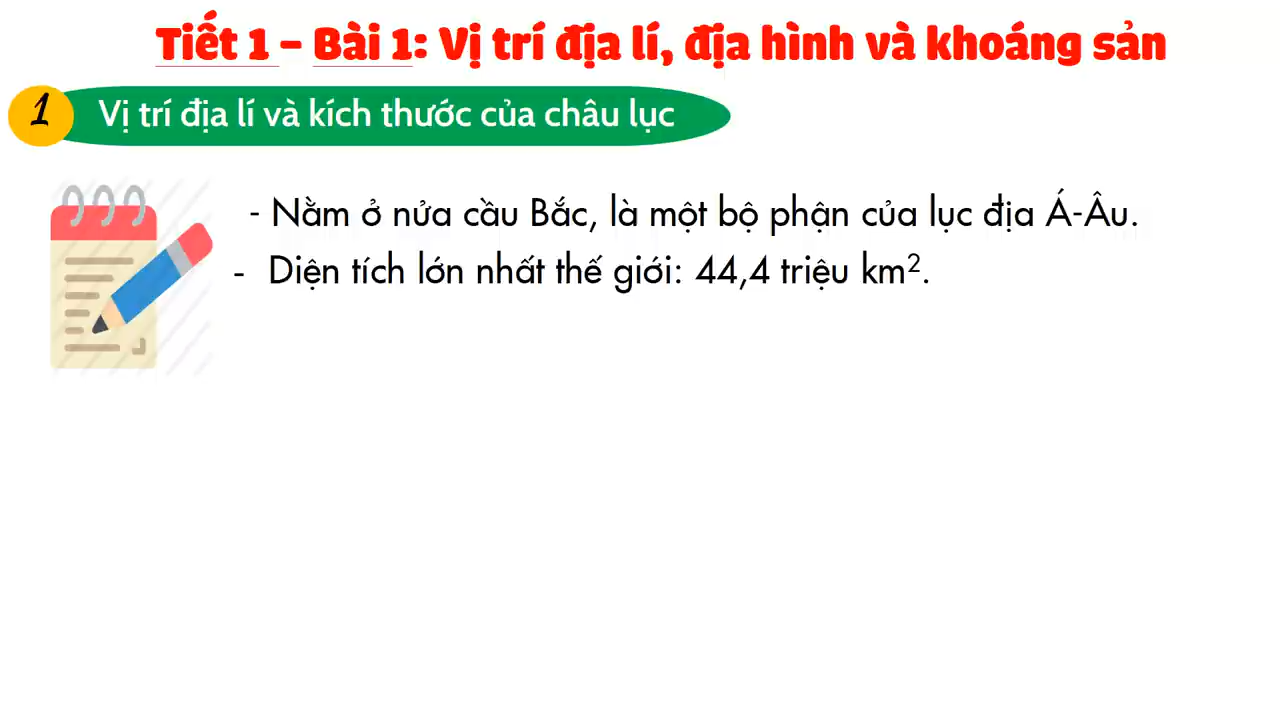 Tiết 1 – Bài 1: Vị trí địa lí, địa hình và khoáng sản
1 Vị trí địa lí và kích thước của châu lục
- Nằm ở nửa cầu Bắc, là một bộ phận của lục địa Á-Âu.
- Diện tích lớn nhất thế giới: 44,4 triệu km².